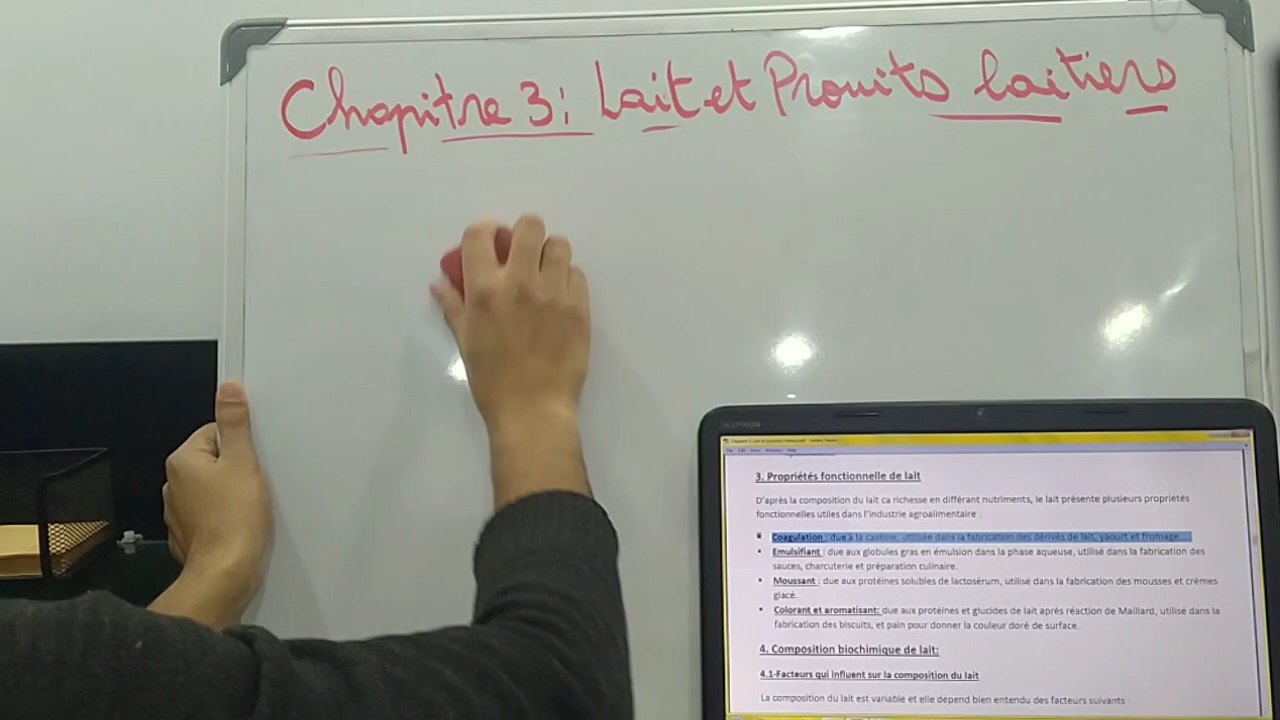 Chapitre 3: Lait et Prouits laitiers
3. Propriétés fonctionnelle de lait
D'après la composition du lait ca richesse en différant nutriments, le lait présente plusieurs propriétés
fonctionnelles utiles dans l'industrie agroalimentaire :
Coagulation : due à la caséine, utilisée dans la fabrication des dérivés de lait, yaourt et fromage...
• Emulsifiant : due aux globules gras en émulsion dans la phase aqueuse, utilisé dans la fabrication des
sauces, charcuterie et préparation culinaire.
• Moussant : due aux protéines solubles de lactosérum, utilisé dans la fabrication des mousses et crèmes
glacé.
• Colorant et aromatisant: due aux protéines et glucides de lait après réaction de Maillard, utilisé dans la
fabrication des biscuits, et pain pour donner la couleur doré de surface.
4. Composition biochimique de lait:
4.1-Facteurs qui influent sur la composition du lait
La composition du lait est variable et elle dépend bien entendu des facteurs suivants :